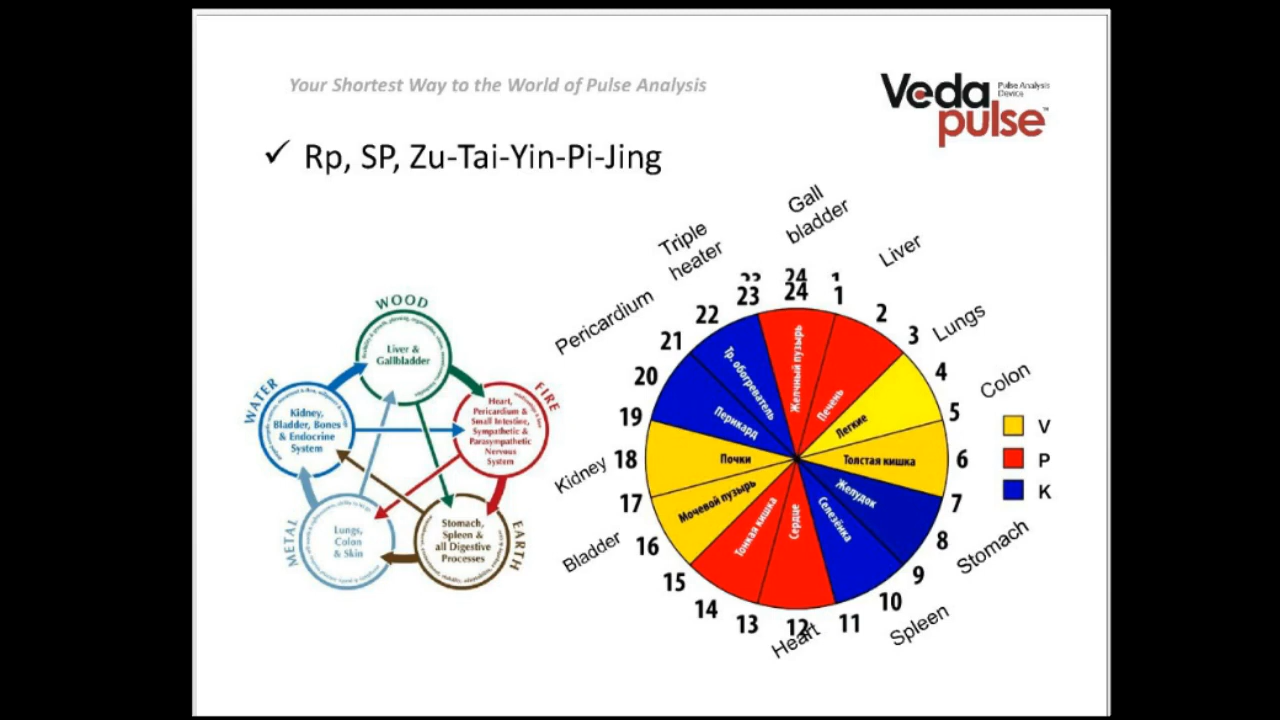 Your Shortest Way to the World of Pulse Analysis
Veda
pulse™
Pulse Analysis
Device
✓ Rp, SP, Zu-Tai-Yin-Pi-Jing
WOOD
Liver &
Gallbladder
FIRE
Heart,
Pericardium &
Small Intestine,
Sympathetic &
Parasympathetic
Nervous
System
EARTH
Stomach,
Spleen &
all Digestive
Processes
METAL
Lungs,
Colon
& Skin
WATER
Kidney,
Bladder, Bones
& Endocrine
System
Gall
bladder
Liver
Lungs
Colon
Stomach
Spleen
Heart
Bladder
Kidney
Pericardium
Triple
heater
23 24 1
24
1
2
3
4
5
6
7
8
9
10
11
12
13
14
15
16
17
18
19
20
21
22
23
Желчный пузырь
Печень
Легкие
Толстая кишка
Желудок
Селезёнка
Сердце
Тонкая кишка
Мочевой пузырь
Почки
Перикард
Тр. обогреватель
V
P
K